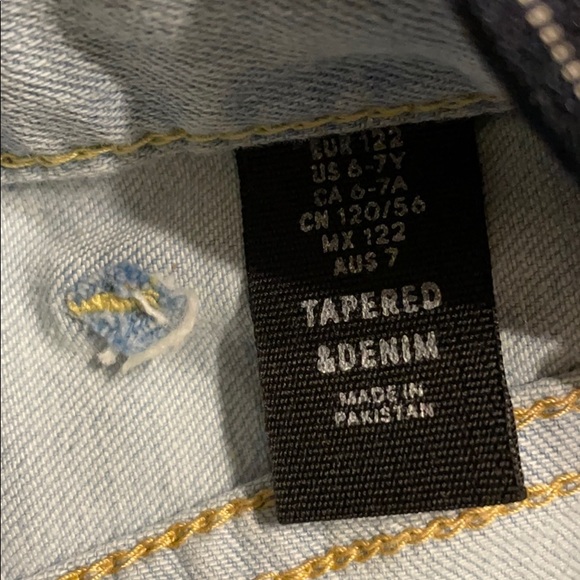 EUR 122
US 6-7Y
CA 6-7A
CN 120/56
MX 122
AUS 7
TAPERED
&DENIM
MADE IN
PAKISTAN